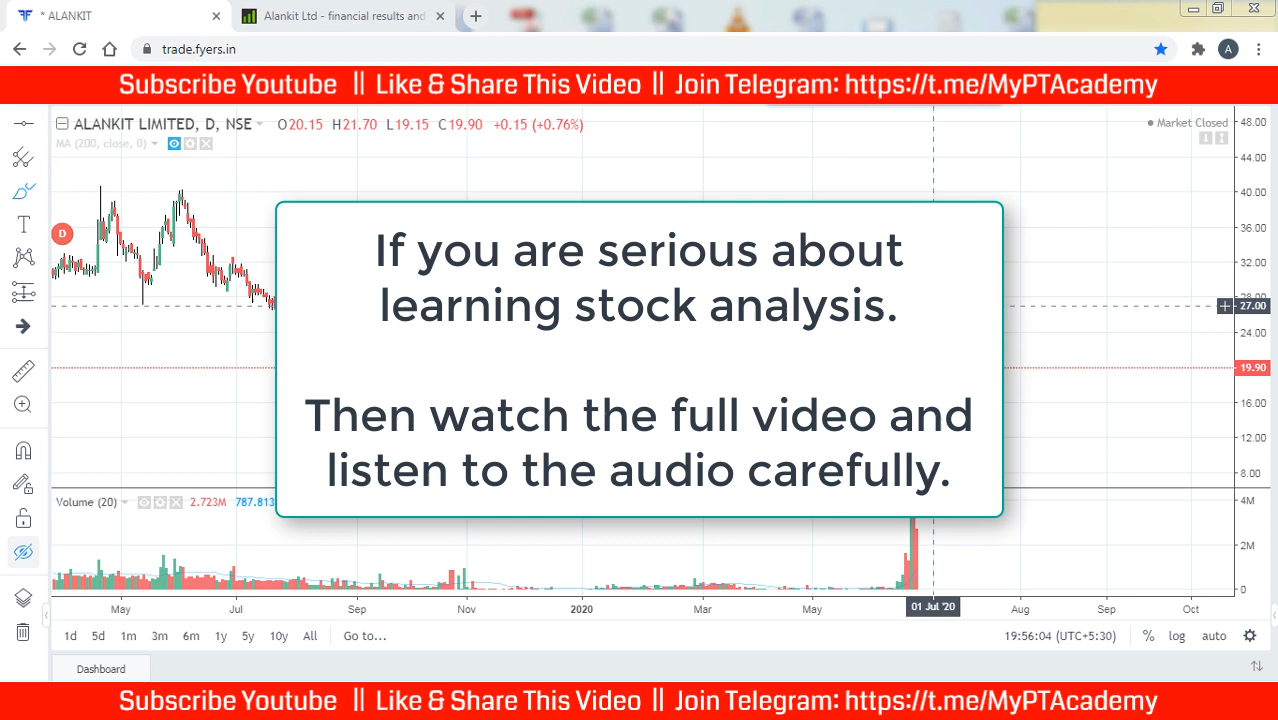 * ALANKIT
Alankit Ltd - financial results and
trade.fyers.in
A
Subscribe Youtube || Like & Share This Video || Join Telegram: https://t.me/MyPTAcademy
ALANKIT LIMITED, D, NSE O20.15 H21.70 L19.15 C19.90 +0.15 (+0.76%)
Market Closed
MA (200, close, 0)
48.00
44.00
40.00
36.00
32.00
28.00
27.00
24.00
19.90
16.00
12.00
8.00
D
If you are serious about
learning stock analysis.
Then watch the full video and
listen to the audio carefully.
Volume (20) 2.723M 787.813
4M
2M
0
May Jul Sep Nov 2020 Mar May 01 Jul '20 Aug Sep Oct
1d 5d 1m 3m 6m 1y 5y 10y All Go to... 19:56:04 (UTC+5:30) % log auto
Dashboard
Subscribe Youtube || Like & Share This Video || Join Telegram: https://t.me/MyPTAcademy